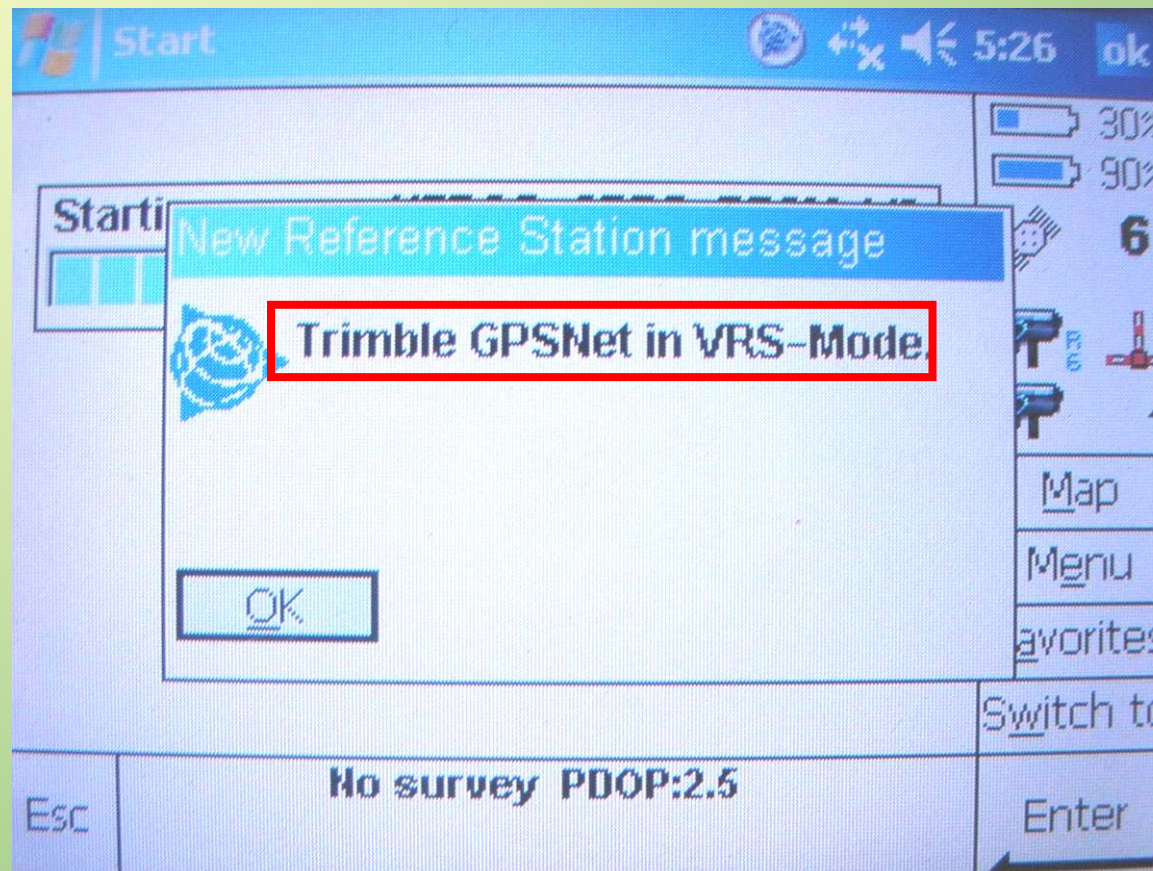 Start 5:26 ok
30%
90%
Starti
New Reference Station message
6
Trimble GPSNet in VRS-Mode.
OK
Map
Menu
avorites
Switch to
No survey PDOP:2.5
Esc
Enter